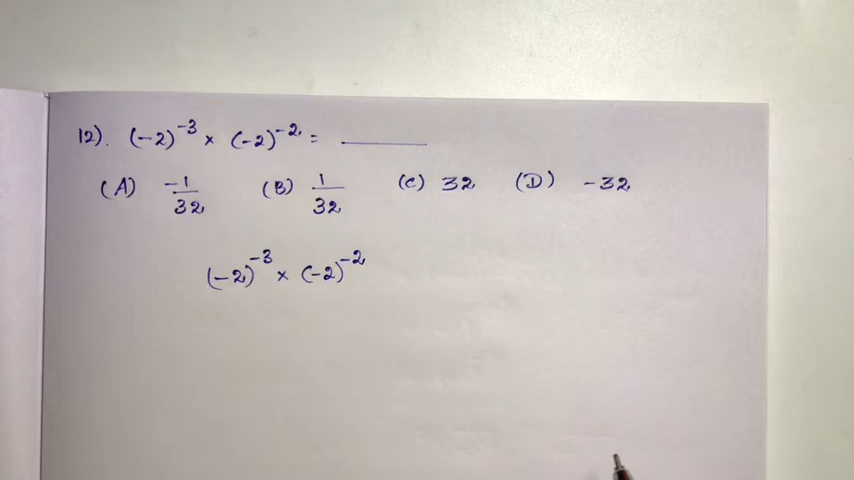 12). (-2)⁻³ × (-2)⁻² = ______
(A) -1/32 (B) 1/32 (C) 32 (D) -32
(-2)⁻³ × (-2)⁻²